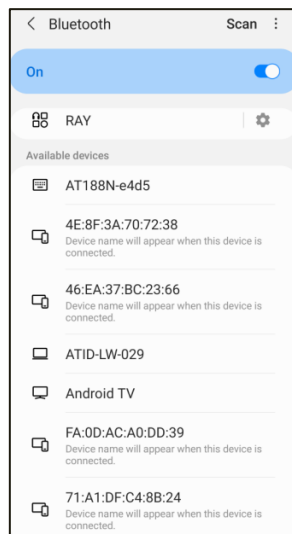 Bluetooth Scan
On
RAY
Available devices
AT188N-e4d5
4E:8F:3A:70:72:38
Device name will appear when this device is
connected.
46:EA:37:BC:23:66
Device name will appear when this device is
connected.
ATID-LW-029
Android TV
FA:0D:AC:A0:DD:39
Device name will appear when this device is
connected.
71:A1:DF:C4:8B:24
Device name will appear when this device is
connected.